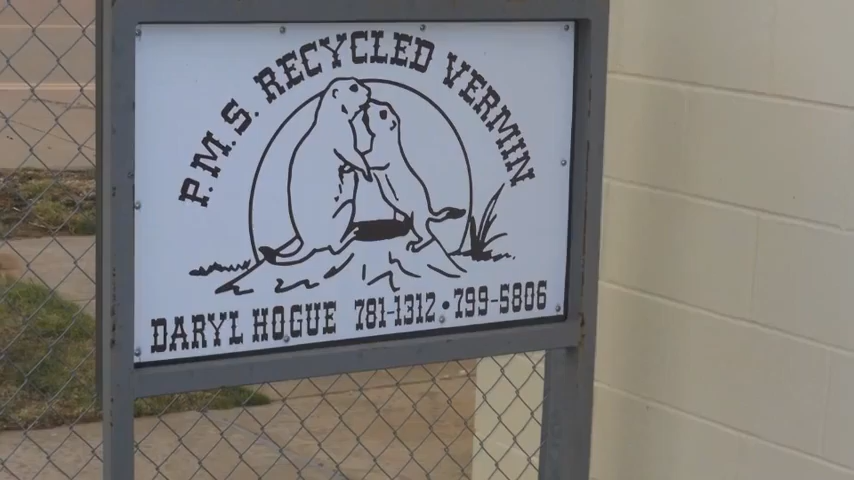 P.M.S. RECYCLED VERMIN
DARYL HOGUE 781-1312 • 799-5806